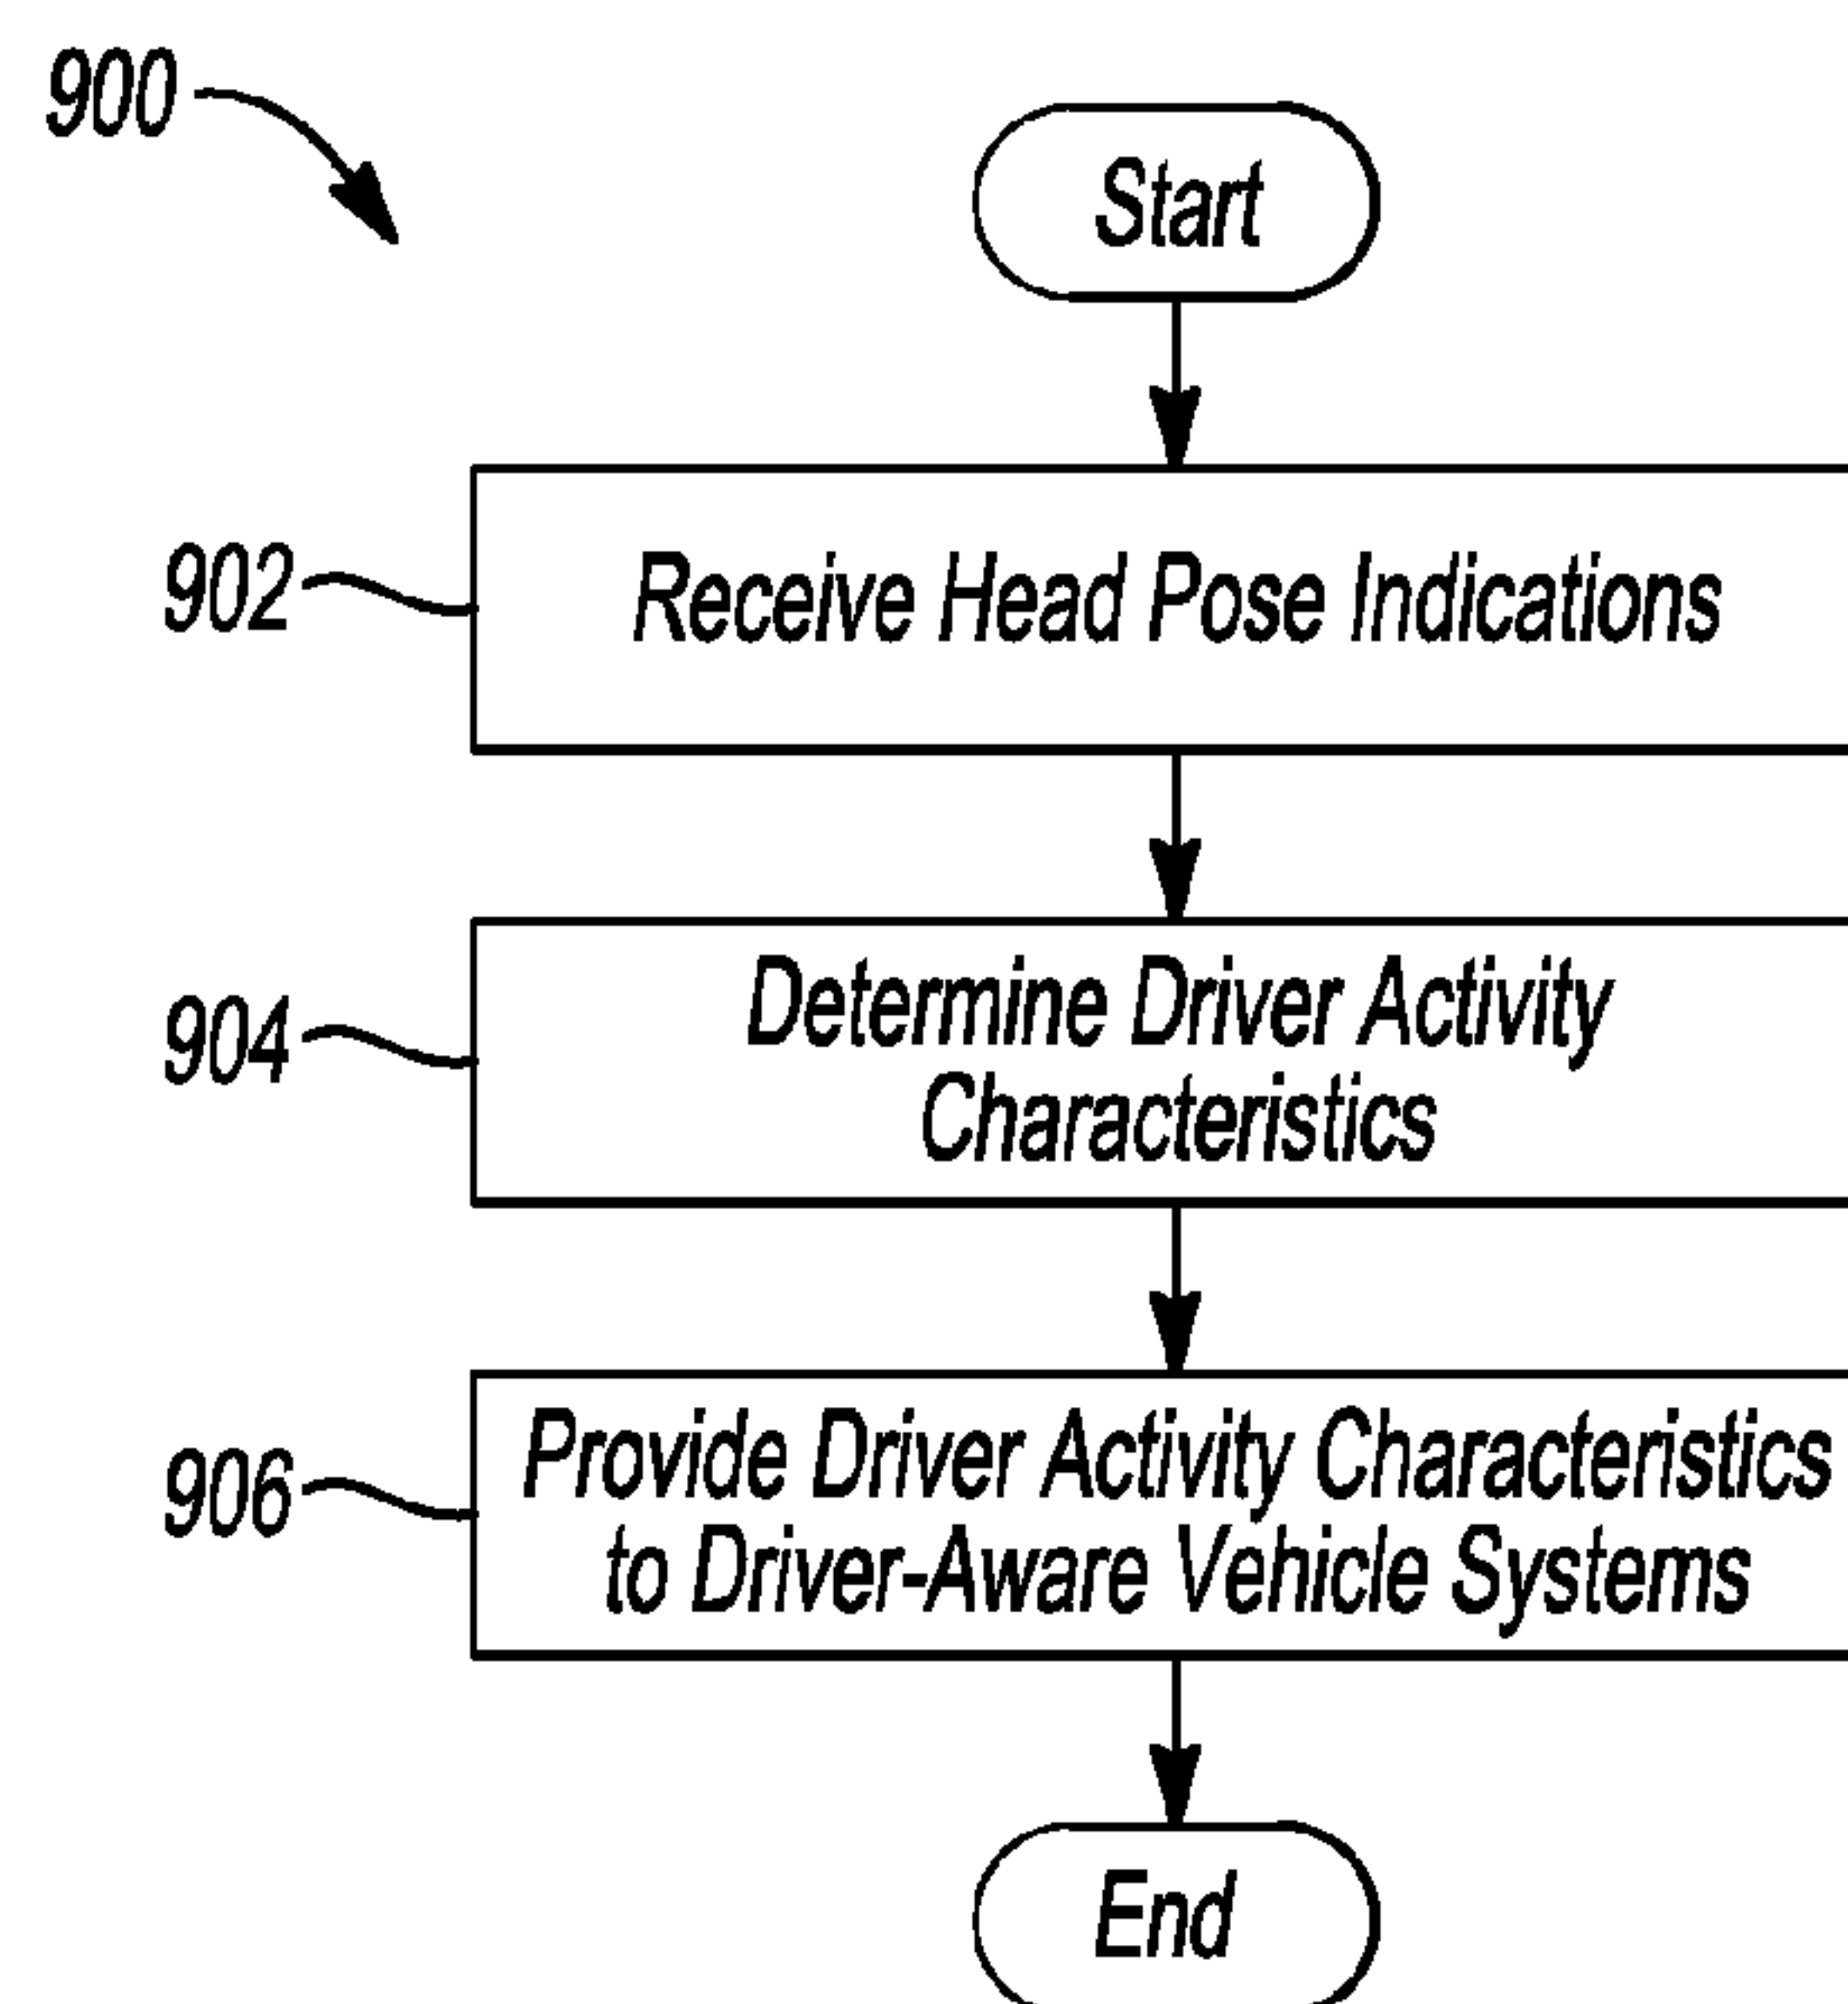 900
Start
902
Receive Head Pose Indications
904
Determine Driver Activity
Characteristics
906
Provide Driver Activity Characteristics
to Driver-Aware Vehicle Systems
End